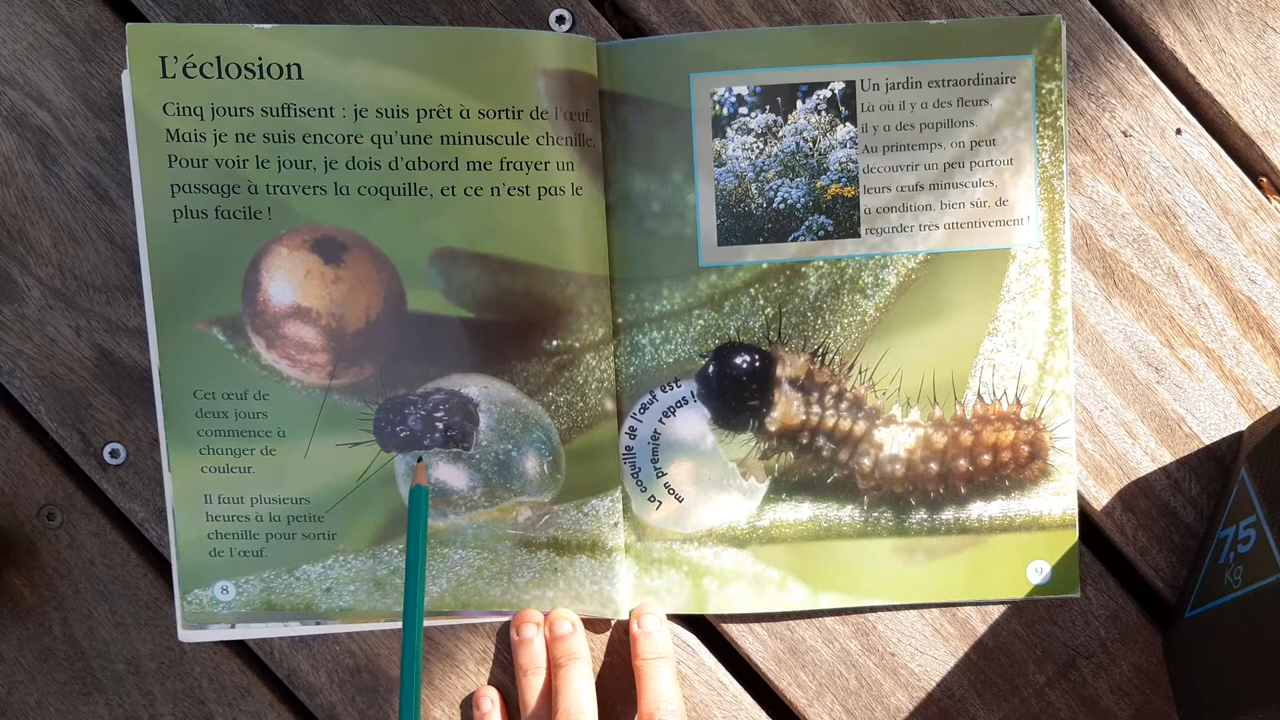 L'éclosion
Cinq jours suffisent : je suis prêt à sortir de l'œuf.
Mais je ne suis encore qu'une minuscule chenille.
Pour voir le jour, je dois d'abord me frayer un
passage à travers la coquille, et ce n'est pas le
plus facile !
Cet œuf de
deux jours
commence à
changer de
couleur.
Il faut plusieurs
heures à la petite
chenille pour sortir
de l'œuf.
8
Un jardin extraordinaire
Là où il y a des fleurs,
il y a des papillons.
Au printemps, on peut
découvrir un peu partout
leurs œufs minuscules,
à condition, bien sûr, de
regarder très attentivement !
La coquille de l'œuf est
mon premier repas !
9
7,5
Kg